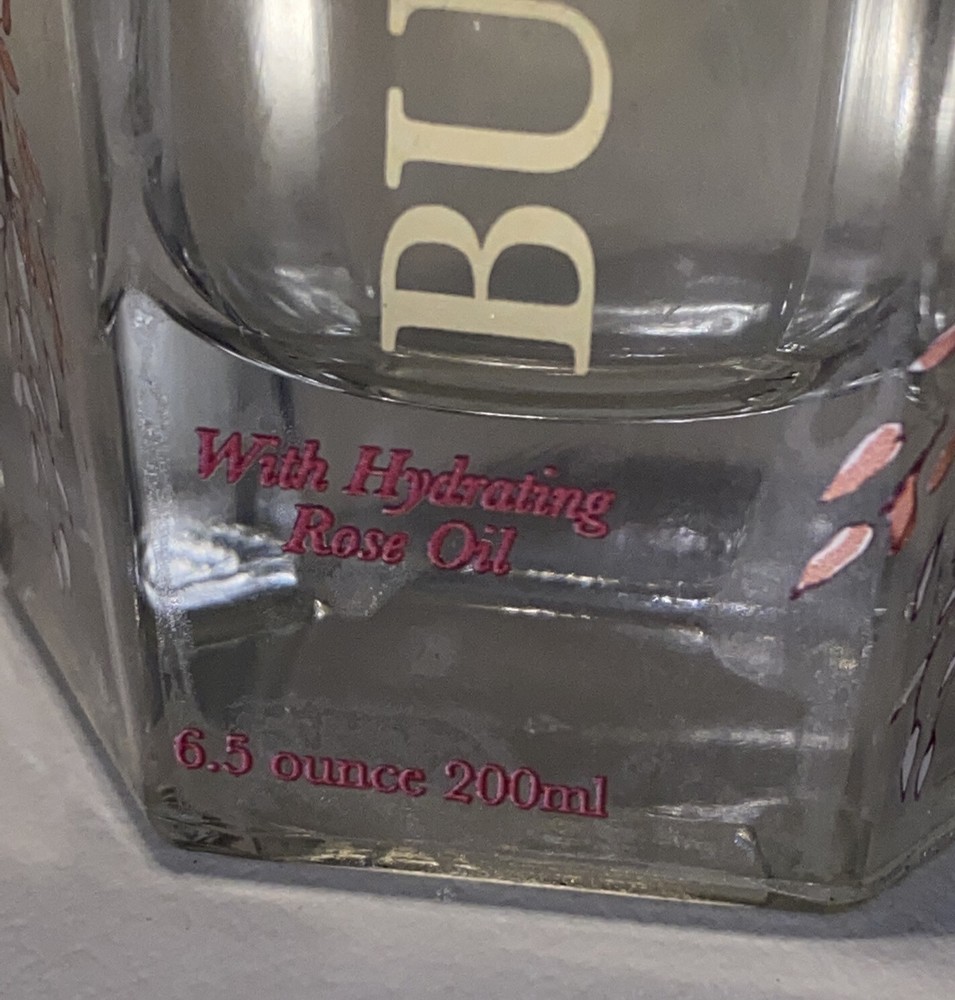 BU
With Hydrating
Rose Oil
6.5 ounce 200ml